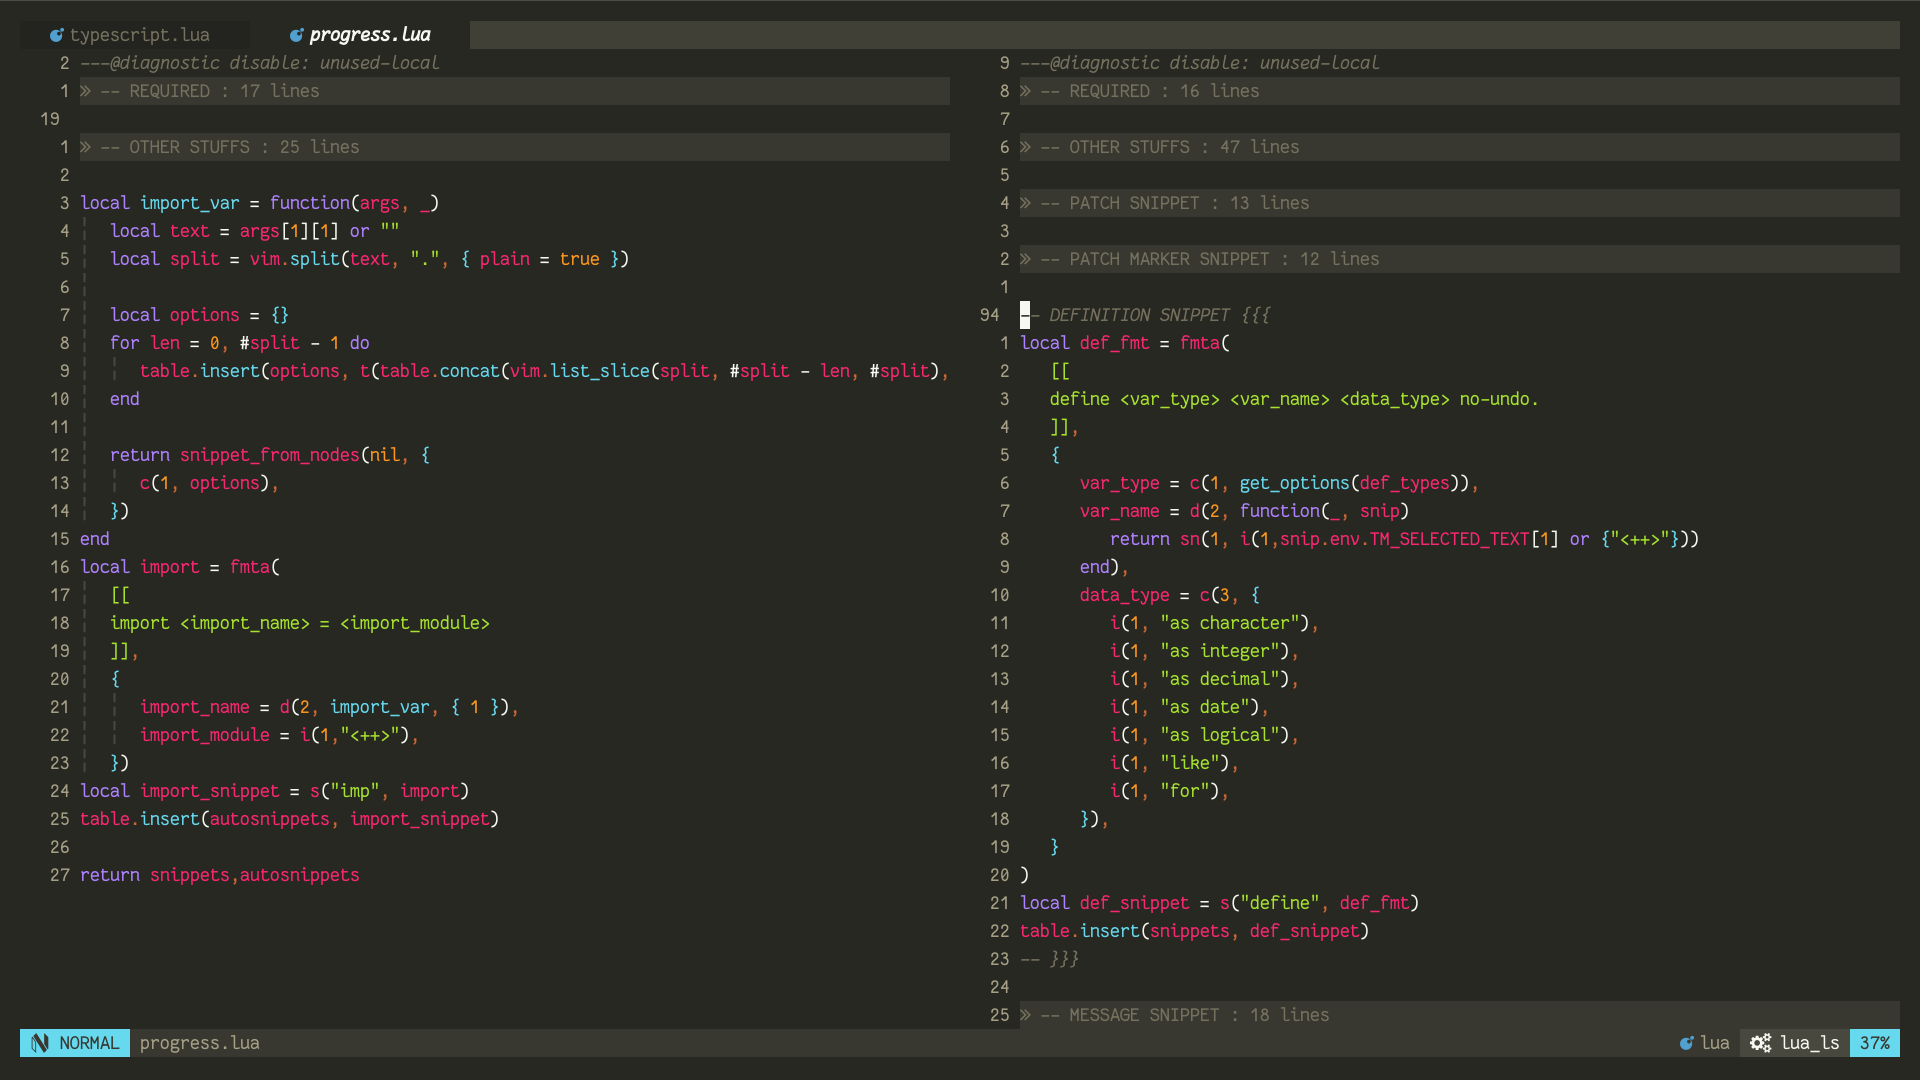 typescript.lua progress.lua
2 ---@diagnostic disable: unused-local
1 » -- REQUIRED : 17 lines
19
1 » -- OTHER STUFFS : 25 lines
2
3 local import_var = function(args, _)
4 local text = args[1][1] or ""
5 local split = vim.split(text, ".", { plain = true })
6
7 local options = {}
8 for len = 0, #split - 1 do
9 table.insert(options, t(table.concat(vim.list_slice(split, #split - len, #split),
10 end
11
12 return snippet_from_nodes(nil, {
13 c(1, options),
14 })
15 end
16 local import = fmta(
17 [[
18 import <import_name> = <import_module>
19 ]],
20 {
21 import_name = d(2, import_var, { 1 }),
22 import_module = i(1,"<++>"),
23 })
24 local import_snippet = s("imp", import)
25 table.insert(autosnippets, import_snippet)
26
27 return snippets,autosnippets
9 ---@diagnostic disable: unused-local
8 » -- REQUIRED : 16 lines
7
6 » -- OTHER STUFFS : 47 lines
5
4 » -- PATCH SNIPPET : 13 lines
3
2 » -- PATCH MARKER SNIPPET : 12 lines
1
94 -- DEFINITION SNIPPET {{{
1 local def_fmt = fmta(
2 [[
3 define <var_type> <var_name> <data_type> no-undo.
4 ]],
5 {
6 var_type = c(1, get_options(def_types)),
7 var_name = d(2, function(_, snip)
8 return sn(1, i(1,snip.env.TM_SELECTED_TEXT[1] or {"<++>"}))
9 end),
10 data_type = c(3, {
11 i(1, "as character"),
12 i(1, "as integer"),
13 i(1, "as decimal"),
14 i(1, "as date"),
15 i(1, "as logical"),
16 i(1, "like"),
17 i(1, "for"),
18 }),
19 }
20 )
21 local def_snippet = s("define", def_fmt)
22 table.insert(snippets, def_snippet)
23 -- }}}
24
25 » -- MESSAGE SNIPPET : 18 lines
NORMAL progress.lua lua lua_ls 37%